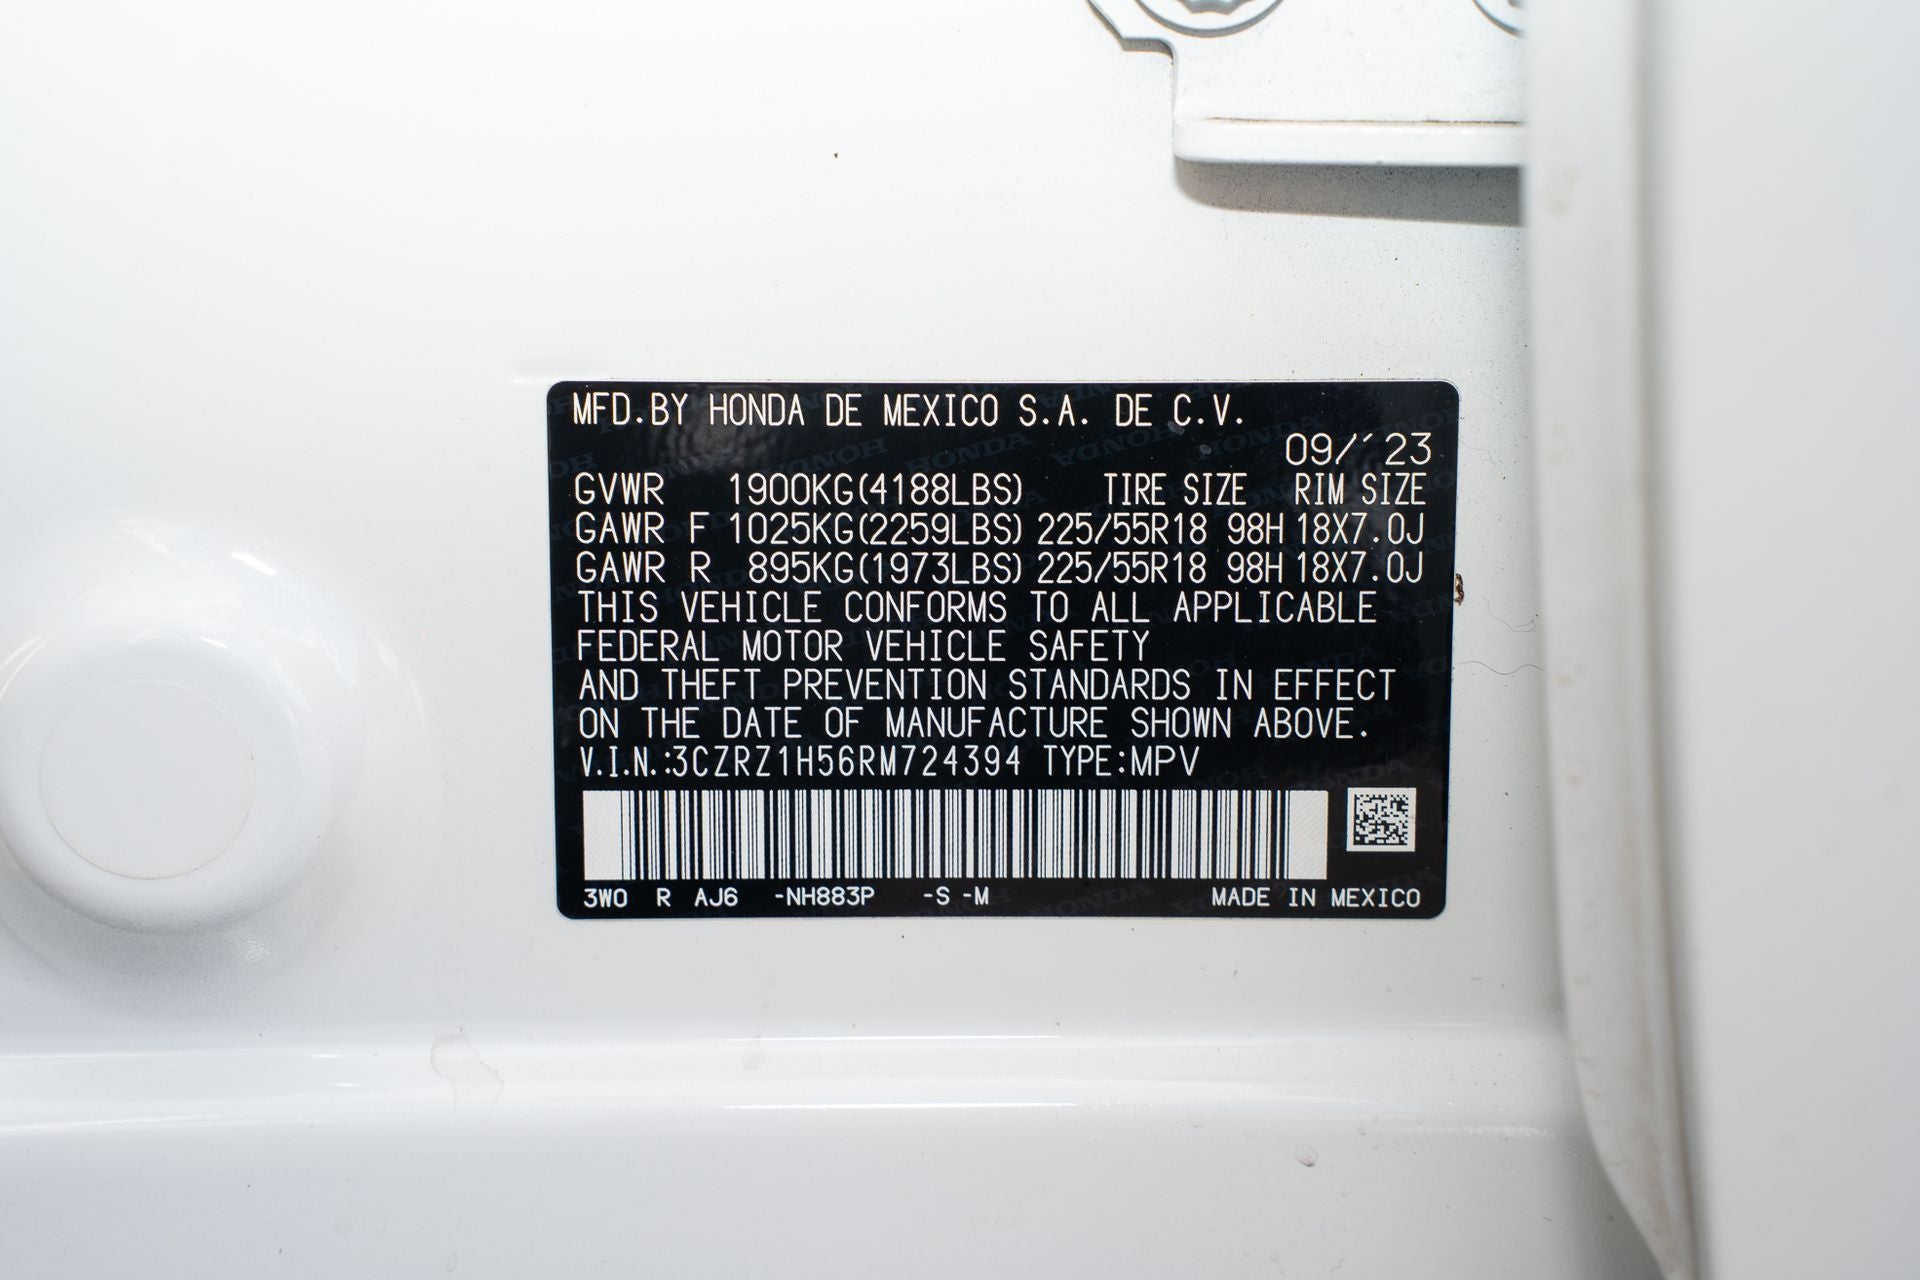 MFD.BY HONDA DE MEXICO S.A. DE C.V.
09/´23
GVWR 1900KG(4188LBS) TIRE SIZE RIM SIZE
GAWR F 1025KG(2259LBS) 225/55R18 98H 18X7.0J
GAWR R 895KG(1973LBS) 225/55R18 98H 18X7.0J
THIS VEHICLE CONFORMS TO ALL APPLICABLE
FEDERAL MOTOR VEHICLE SAFETY
AND THEFT PREVENTION STANDARDS IN EFFECT
ON THE DATE OF MANUFACTURE SHOWN ABOVE.
V.I.N.:3CZRZ1H56RM724394 TYPE:MPV
3W0 R AJ6 -NH883P -S -M MADE IN MEXICO